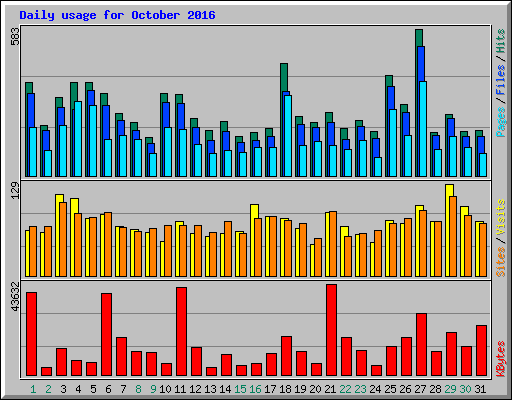 Daily usage for October 2016
583
Pages / Files / Hits
129
Sites / Visits
43632
KBytes
1 2 3 4 5 6 7 8 9 10 11 12 13 14 15 16 17 18 19 20 21 22 23 24 25 26 27 28 29 30 31